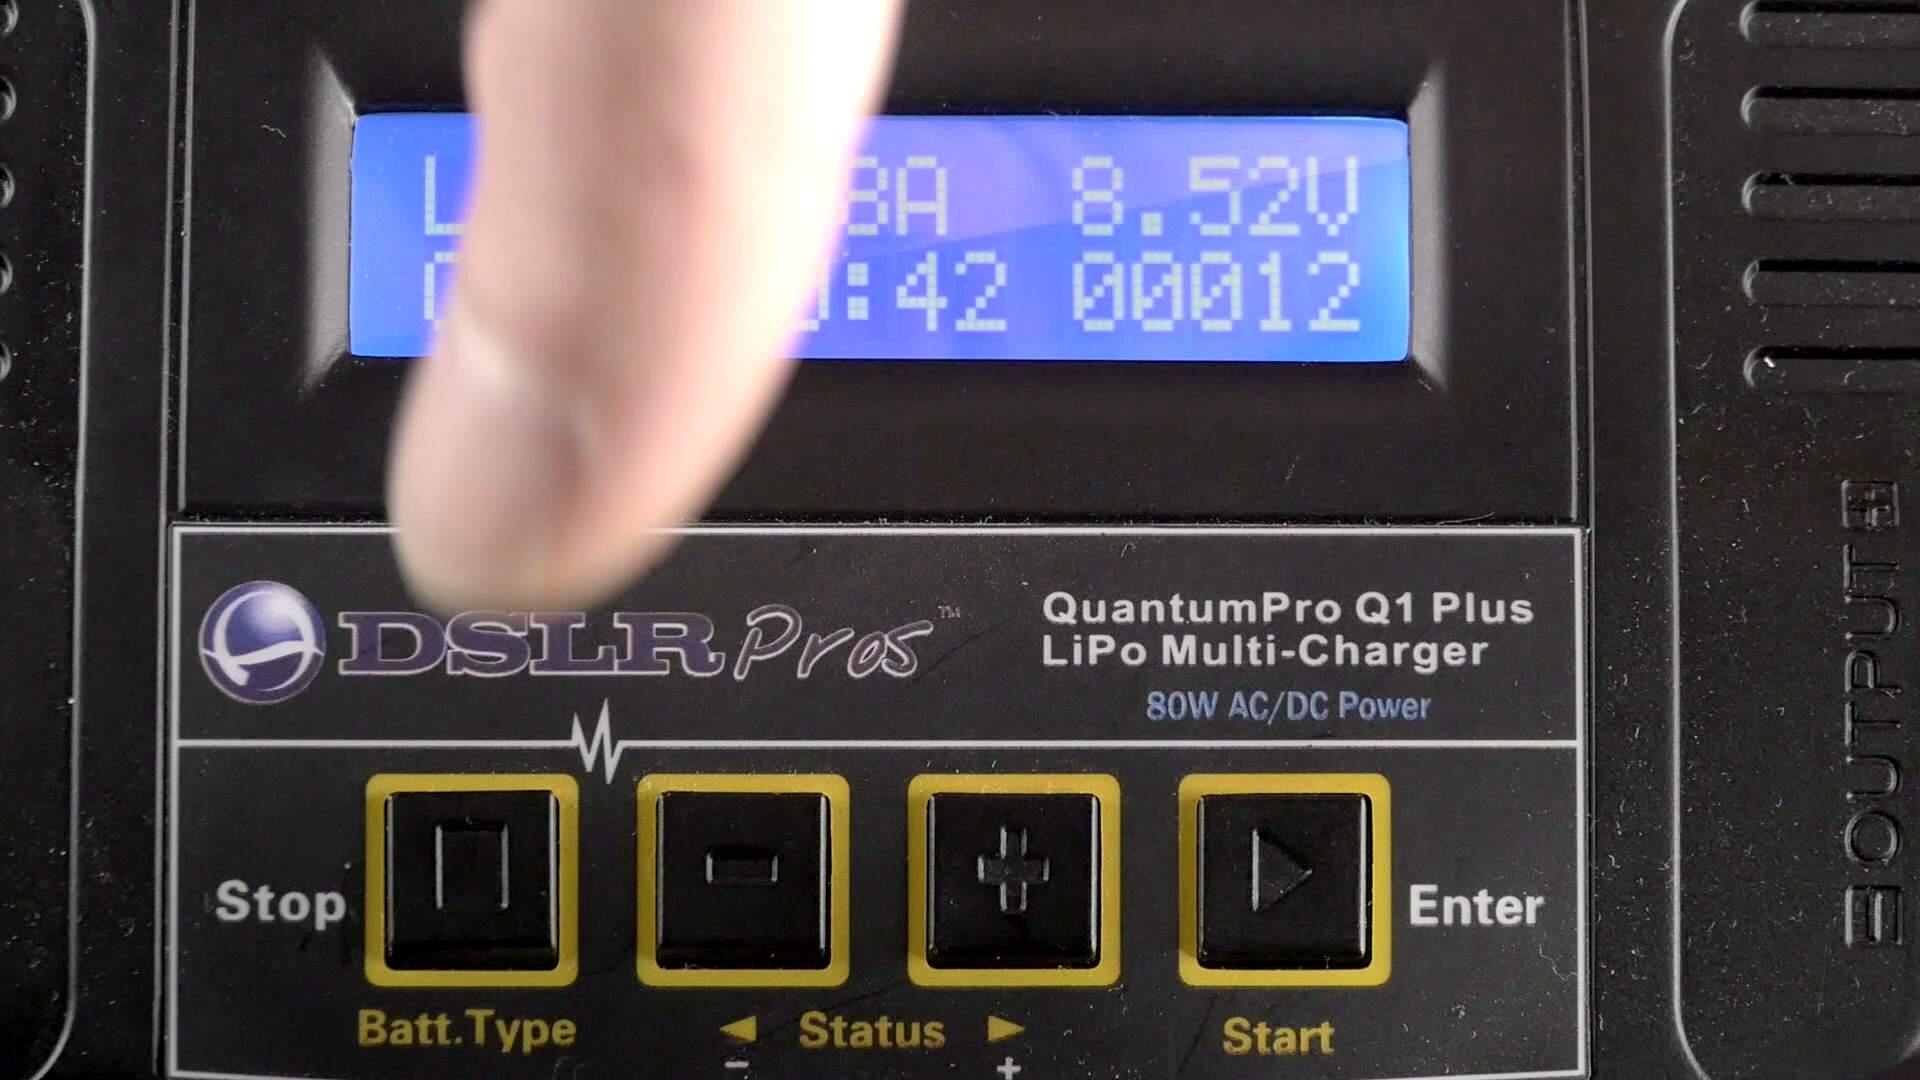 8.52V
:42 00012
DSLR Pros™
QuantumPro Q1 Plus
LiPo Multi-Charger
80W AC/DC Power
Stop
Enter
Batt.Type
◄ Status ►
- +
Start
OUTPUT